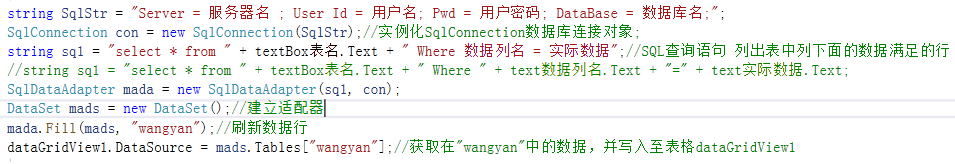 string SqlStr = "Server = 服务器名 ; User Id = 用户名; Pwd = 用户密码; DataBase = 数据库名;";
SqlConnection con = new SqlConnection(SqlStr);//实例化SqlConnection数据库连接对象;
string sq1 = "select * from " + textBox表名.Text + " Where 数据列名 = 实际数据";//SQL查询语句 列出表中列下面的数据满足的行
//string sq1 = "select * from " + textBox表名.Text + " Where " + text数据列名.Text + "=" + text实际数据.Text;
SqlDataAdapter mada = new SqlDataAdapter(sq1, con);
DataSet mads = new DataSet();//建立适配器
mada.Fill(mads, "wangyan");//刷新数据行
dataGridView1.DataSource = mads.Tables["wangyan"];//获取在"wangyan"中的数据，并写入至表格dataGridView1